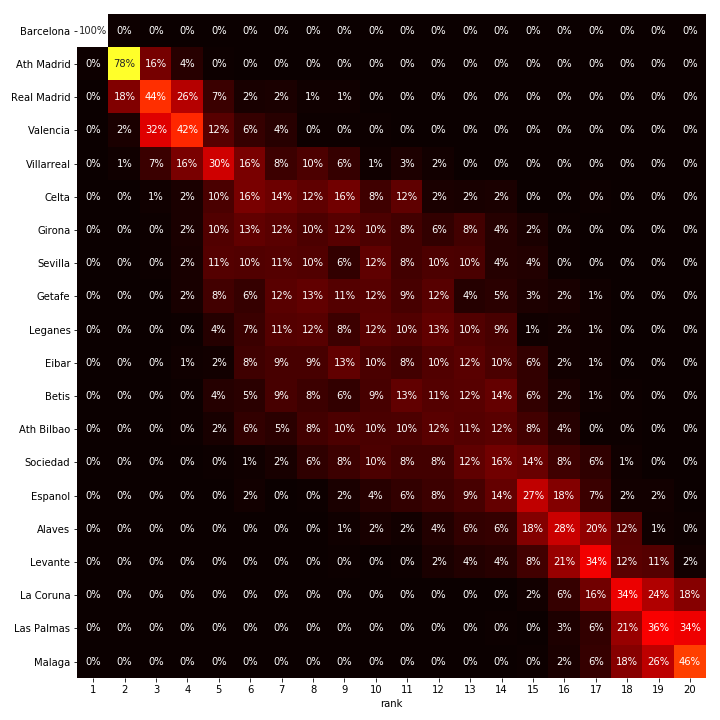 Barcelona 100% 0% 0% 0% 0% 0% 0% 0% 0% 0% 0% 0% 0% 0% 0% 0% 0% 0% 0% 0%
Ath Madrid 0% 78% 16% 4% 0% 0% 0% 0% 0% 0% 0% 0% 0% 0% 0% 0% 0% 0% 0% 0%
Real Madrid 0% 18% 44% 26% 7% 2% 2% 1% 1% 0% 0% 0% 0% 0% 0% 0% 0% 0% 0% 0%
Valencia 0% 2% 32% 42% 12% 6% 4% 0% 0% 0% 0% 0% 0% 0% 0% 0% 0% 0% 0% 0%
Villarreal 0% 1% 7% 16% 30% 16% 8% 10% 6% 1% 3% 2% 0% 0% 0% 0% 0% 0% 0% 0%
Celta 0% 0% 1% 2% 10% 16% 14% 12% 16% 8% 12% 2% 2% 2% 0% 0% 0% 0% 0% 0%
Girona 0% 0% 0% 2% 10% 13% 12% 10% 12% 10% 8% 6% 8% 4% 2% 0% 0% 0% 0% 0%
Sevilla 0% 0% 0% 2% 11% 10% 11% 10% 6% 12% 8% 10% 10% 4% 4% 0% 0% 0% 0% 0%
Getafe 0% 0% 0% 2% 8% 6% 12% 13% 11% 12% 9% 12% 4% 5% 3% 2% 1% 0% 0% 0%
Leganes 0% 0% 0% 0% 4% 7% 11% 12% 8% 12% 10% 13% 10% 9% 1% 2% 1% 0% 0% 0%
Eibar 0% 0% 0% 1% 2% 8% 9% 9% 13% 10% 8% 10% 12% 10% 6% 2% 1% 0% 0% 0%
Betis 0% 0% 0% 0% 4% 5% 9% 8% 6% 9% 13% 11% 12% 14% 6% 2% 1% 0% 0% 0%
Ath Bilbao 0% 0% 0% 0% 2% 6% 5% 8% 10% 10% 10% 12% 11% 12% 8% 4% 0% 0% 0% 0%
Sociedad 0% 0% 0% 0% 0% 1% 2% 6% 8% 10% 8% 8% 12% 16% 14% 8% 6% 1% 0% 0%
Espanol 0% 0% 0% 0% 0% 2% 0% 0% 2% 4% 6% 8% 9% 14% 27% 18% 7% 2% 2% 0%
Alaves 0% 0% 0% 0% 0% 0% 0% 0% 1% 2% 2% 4% 6% 6% 18% 28% 20% 12% 1% 0%
Levante 0% 0% 0% 0% 0% 0% 0% 0% 0% 0% 0% 2% 4% 4% 8% 21% 34% 12% 11% 2%
La Coruna 0% 0% 0% 0% 0% 0% 0% 0% 0% 0% 0% 0% 0% 0% 2% 6% 16% 34% 24% 18%
Las Palmas 0% 0% 0% 0% 0% 0% 0% 0% 0% 0% 0% 0% 0% 0% 0% 3% 6% 21% 36% 34%
Malaga 0% 0% 0% 0% 0% 0% 0% 0% 0% 0% 0% 0% 0% 0% 0% 2% 6% 18% 26% 46%
1 2 3 4 5 6 7 8 9 10 11 12 13 14 15 16 17 18 19 20
rank